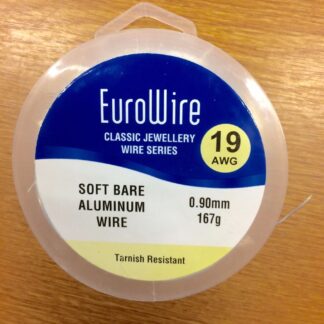 EuroWire
CLASSIC JEWELLERY
WIRE SERIES
19
AWG
SOFT BARE
ALUMINUM
WIRE
0.90mm
167g
Tarnish Resistant